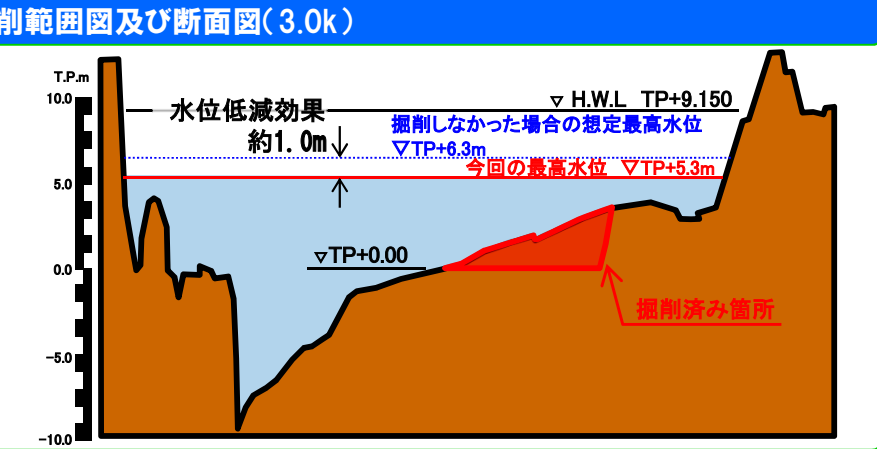 削範囲図及び断面図(3.0k)
T.P.m
10.0
水位低減効果
約1.0m
▽ H.W.L TP+9.150
掘削しなかった場合の想定最高水位
▽TP+6.3m
今回の最高水位 ▽TP+5.3m
5.0
▽TP+0.00
0.0
掘削済み箇所
-5.0
-10.0